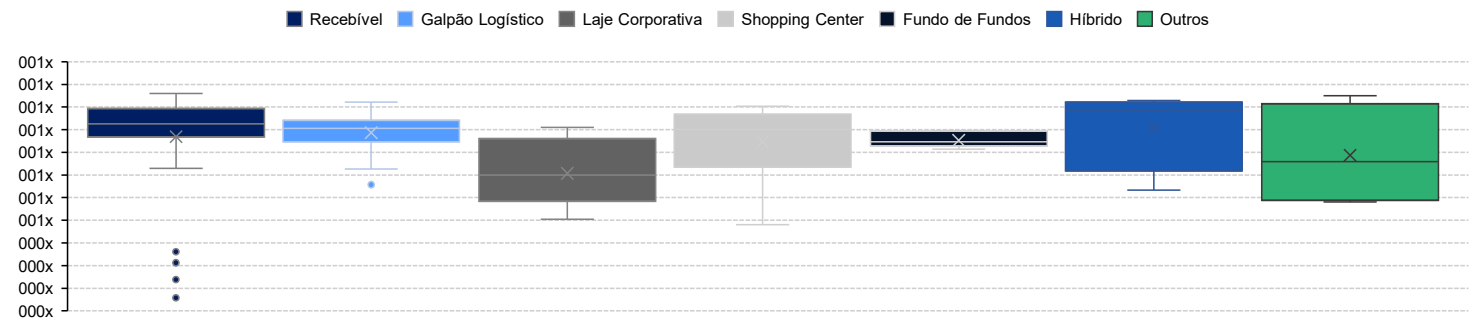 Recebível Galpão Logístico Laje Corporativa Shopping Center Fundo de Fundos Híbrido Outros
001x
001x
001x
001x
001x
001x
001x
001x
000x
000x
000x
000x